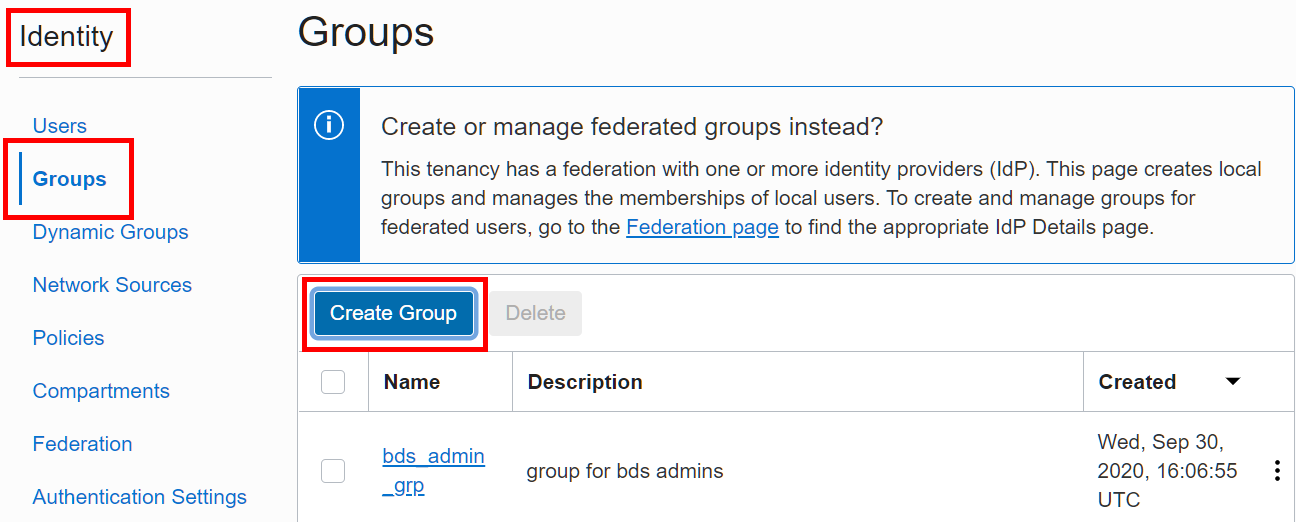 Identity
Users
Groups
Dynamic Groups
Network Sources
Policies
Compartments
Federation
Authentication Settings
Groups
Create or manage federated groups instead?
This tenancy has a federation with one or more identity providers (IdP). This page creates local
groups and manages the memberships of local users. To create and manage groups for
federated users, go to the Federation page to find the appropriate IdP Details page.
Create Group Delete
Name Description Created
bds_admin
_grp
group for bds admins
Wed, Sep 30,
2020, 16:06:55
UTC